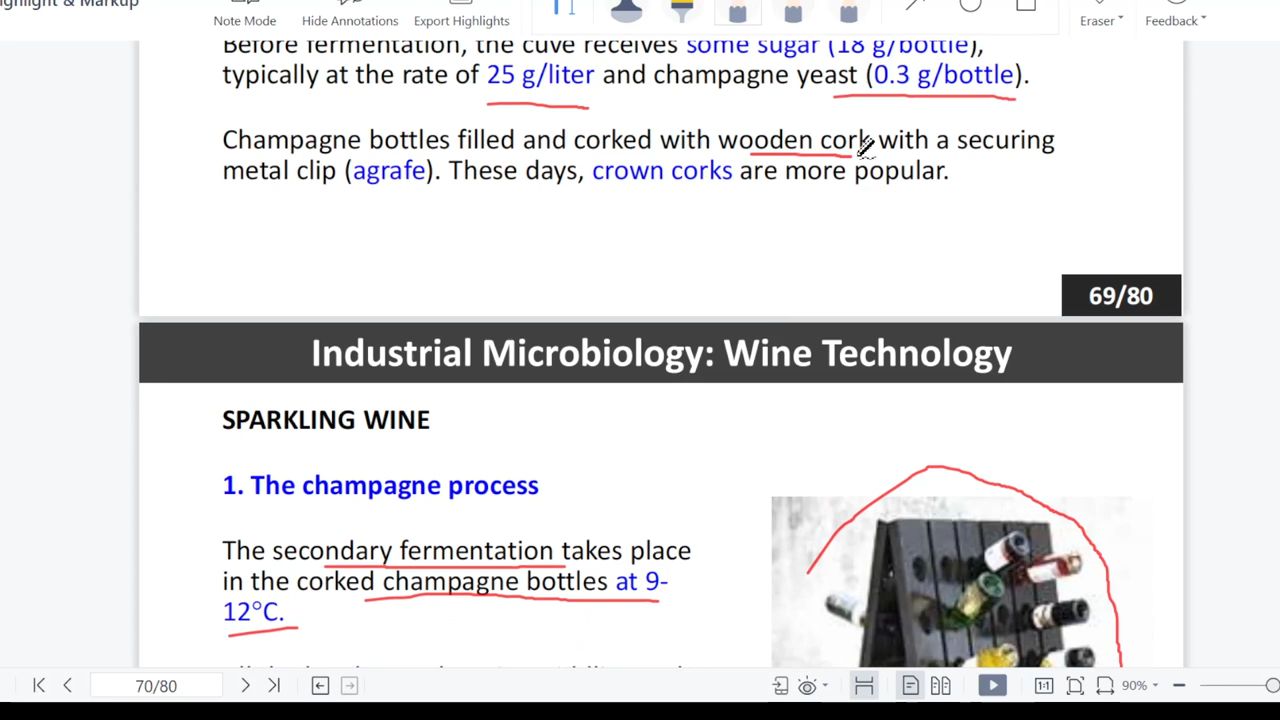 Highlight & Markup
Note Mode
Hide Annotations
Export Highlights
Eraser
Feedback
Before fermentation, the cuve receives some sugar (18 g/bottle),
typically at the rate of 25 g/liter and champagne yeast (0.3 g/bottle).
Champagne bottles filled and corked with wooden cork with a securing
metal clip (agrafe). These days, crown corks are more popular.
69/80
Industrial Microbiology: Wine Technology
SPARKLING WINE
1. The champagne process
The secondary fermentation takes place
in the corked champagne bottles at 9-
12°C.
70/80
1:1
90%